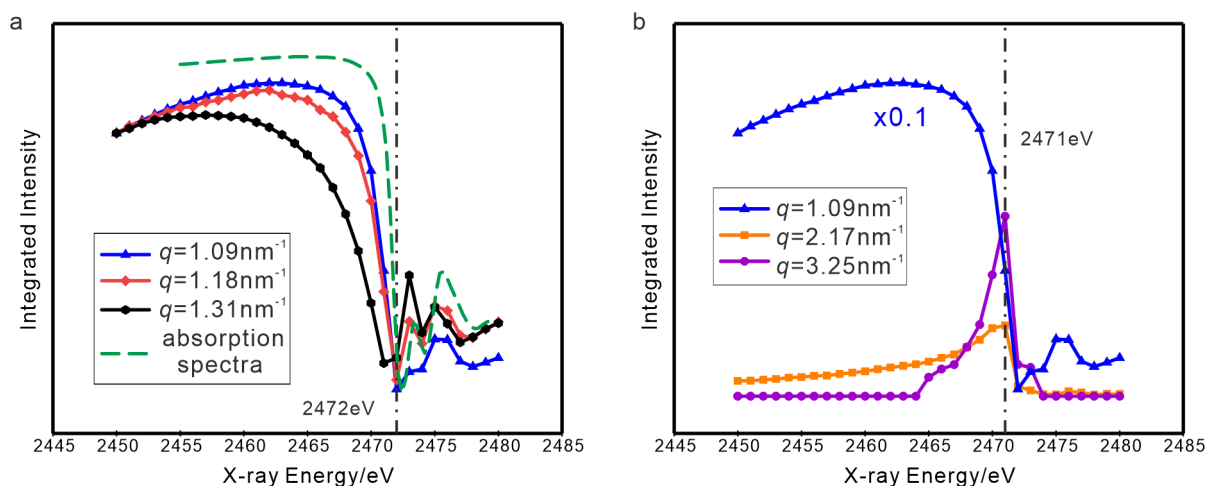 a
Integrated Intensity
q=1.09nm⁻¹
q=1.18nm⁻¹
q=1.31nm⁻¹
absorption
spectra
2472eV
2445 2450 2455 2460 2465 2470 2475 2480 2485
X-ray Energy/eV
b
Integrated Intensity
x0.1
2471eV
q=1.09nm⁻¹
q=2.17nm⁻¹
q=3.25nm⁻¹
2445 2450 2455 2460 2465 2470 2475 2480 2485
X-ray Energy/eV